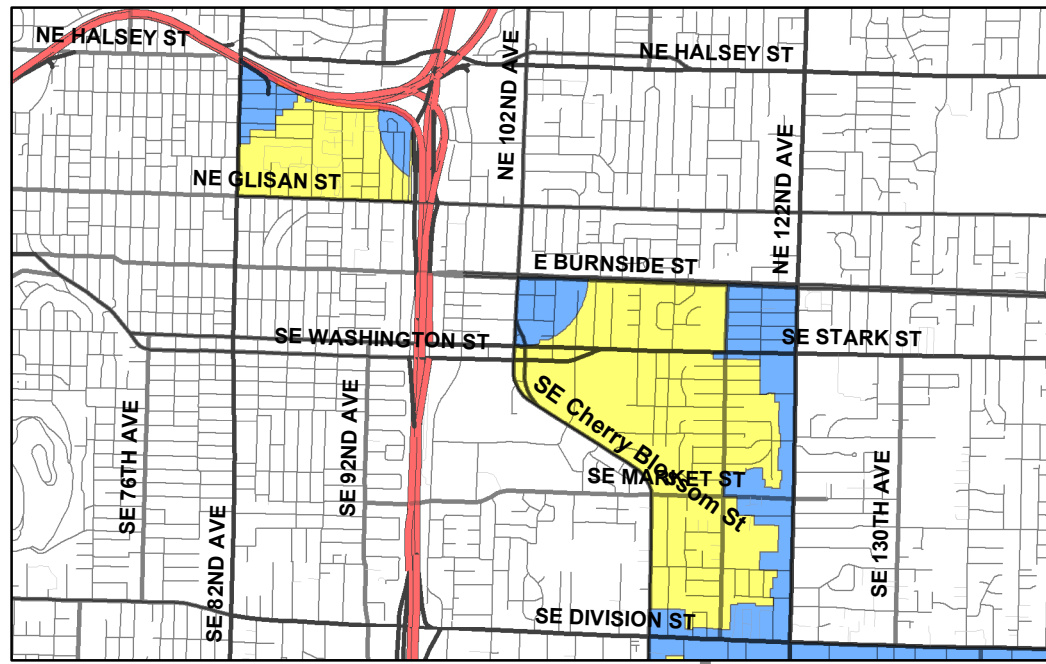 NE HALSEY ST
NE HALSEY ST
NE 102ND AVE
NE 122ND AVE
NE GLISAN ST
E BURNSIDE ST
SE WASHINGTON ST
SE STARK ST
SE Cherry Blossom St
SE 76TH AVE
SE 92ND AVE
SE MARKET ST
SE 82ND AVE
SE 130TH AVE
SE DIVISION ST